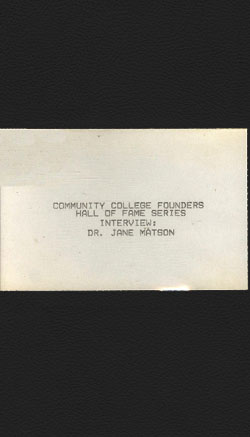 COMMUNITY COLLEGE FOUNDERS
HALL OF FAME SERIES
INTERVIEW:
DR. JANE MATSON